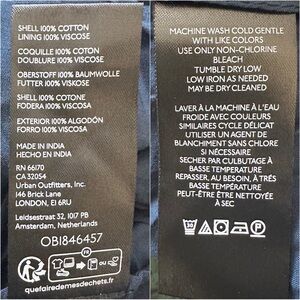 SHELL 100% COTTON
LINING 100% VISCOSE
COQUILLE 100% COTON
DOUBLURE 100% VISCOSE
OBERSTOFF 100% BAUMWOLLE
FUTTER 100% VISKOSE
SHELL 100% COTONE
FODERA 100% VISCOSA
EXTERIOR 100% ALGODÓN
FORRO 100% VISCOSA
MADE IN INDIA
HECHO EN INDIA
RN 66170
CA 32054
Urban Outfitters, Inc.
146 Brick Lane
LONDON, E1 6RU
Leidsestraat 32, 1017 PB
Amsterdam, Netherlands
OB1846457
FR
quefairedemesdechets.fr
MACHINE WASH COLD GENTLE
WITH LIKE COLORS
USE ONLY NON-CHLORINE
BLEACH
TUMBLE DRY LOW
LOW IRON AS NEEDED
MAY BE DRY CLEANED
LAVER À LA MACHINE À L'EAU
FROIDE AVEC COULEURS
SIMILAIRES CYCLE DÉLICAT
UTILISER UN AGENT DE
BLANCHIMENT SANS CHLORE
SI NÉCESSAIRE
SECHER PAR CULBUTAGE À
BASSE TEMPÉRATURE
REPASSER, AU BESOIN, À TRÈS
BASSE TEMPÉRATURE
PEUT-ÊTRE ÊTRE NETTOYÉE
À SEC
30